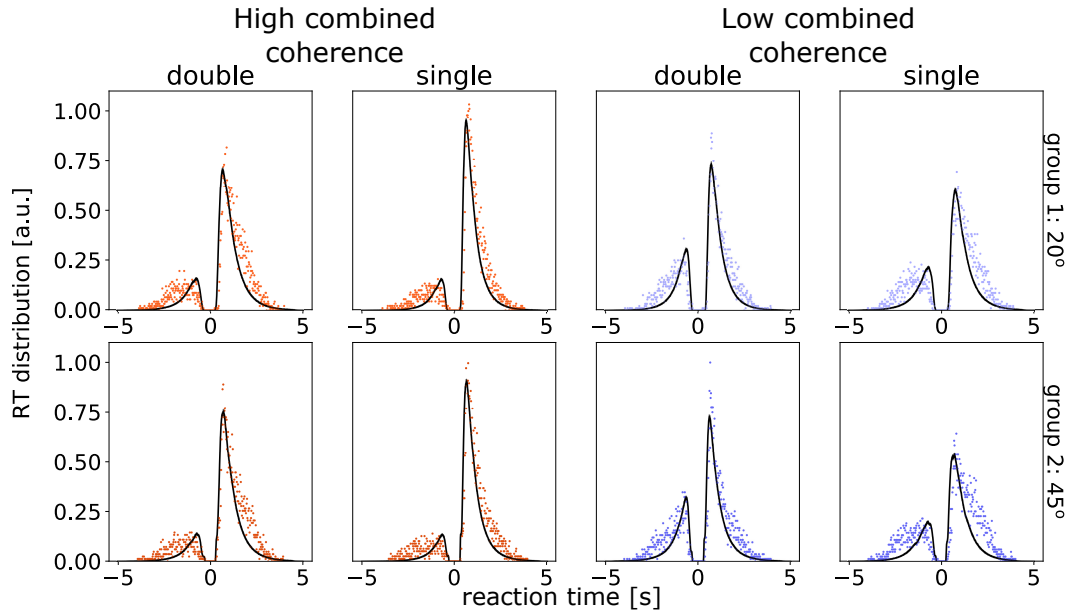 High combined
coherence
Low combined
coherence
double
single
double
single
RT distribution [a.u.]
1.00
0.75
0.50
0.25
0.00
−5
0
5
−5
0
5
−5
0
5
−5
0
5
group 1: 20º
1.00
0.75
0.50
0.25
0.00
−5
0
5
−5
0
5
−5
0
5
−5
0
5
group 2: 45º
reaction time [s]